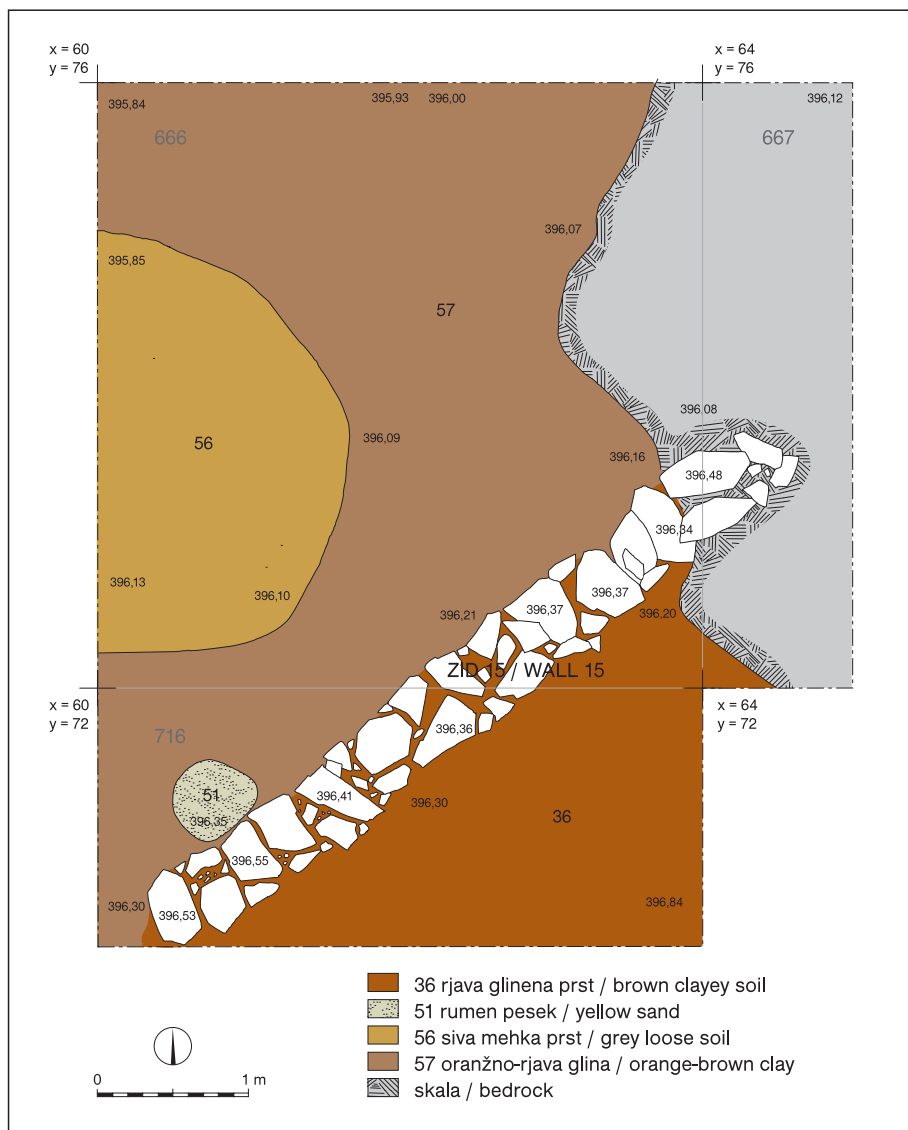 x = 60
y = 76
x = 64
y = 76
395,84
395,93
396,00
396,12
666
667
396,07
395,85
57
396,08
56
396,09
396,16
396,48
396,34
396,13
396,10
396,37
396,37
396,21
396,20
ZID 15 / WALL 15
x = 60
y = 72
x = 64
y = 72
716
396,36
51
396,41
396,30
396,35
36
396,55
396,30
396,53
396,84
36 rjava glinena prst / brown clayey soil
51 rumen pesek / yellow sand
56 siva mehka prst / grey loose soil
57 oranžno-rjava glina / orange-brown clay
skala / bedrock
0 1 m